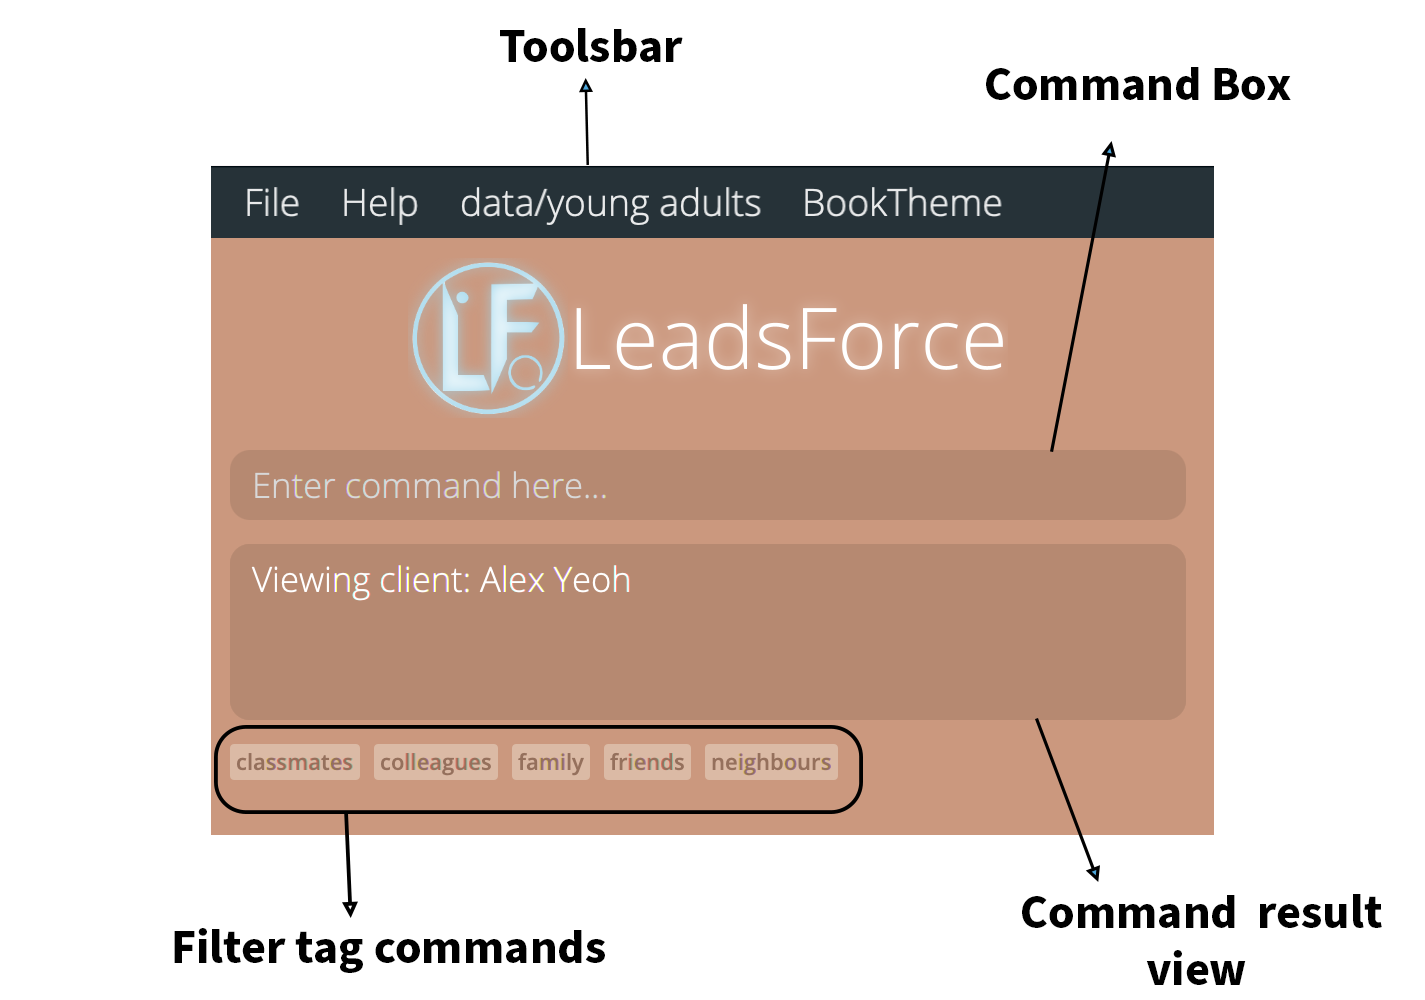 Toolsbar
Command Box
File Help data/young adults BookTheme
LF LeadsForce
Enter command here...
Viewing client: Alex Yeoh
classmates colleagues family friends neighbours
Filter tag commands
Command result
view